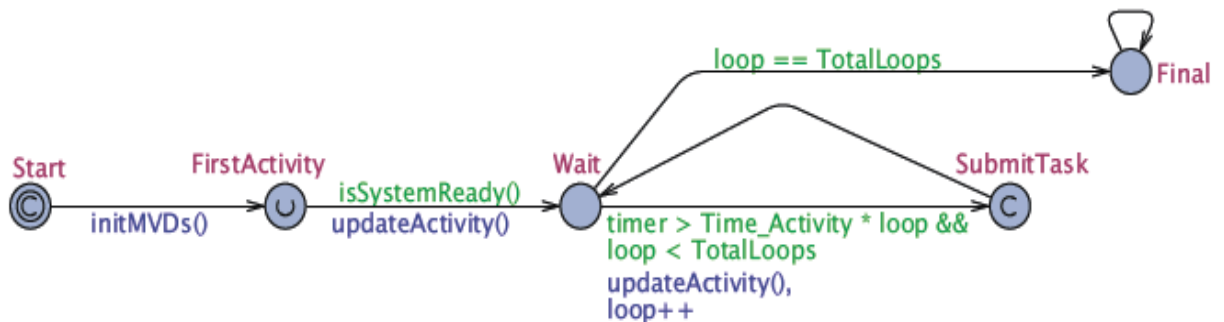 loop == TotalLoops
Final
Start
FirstActivity
Wait
SubmitTask
C
U
C
isSystemReady()
initMVDs()
updateActivity()
timer > Time_Activity * loop &&
loop < TotalLoops
updateActivity(),
loop++